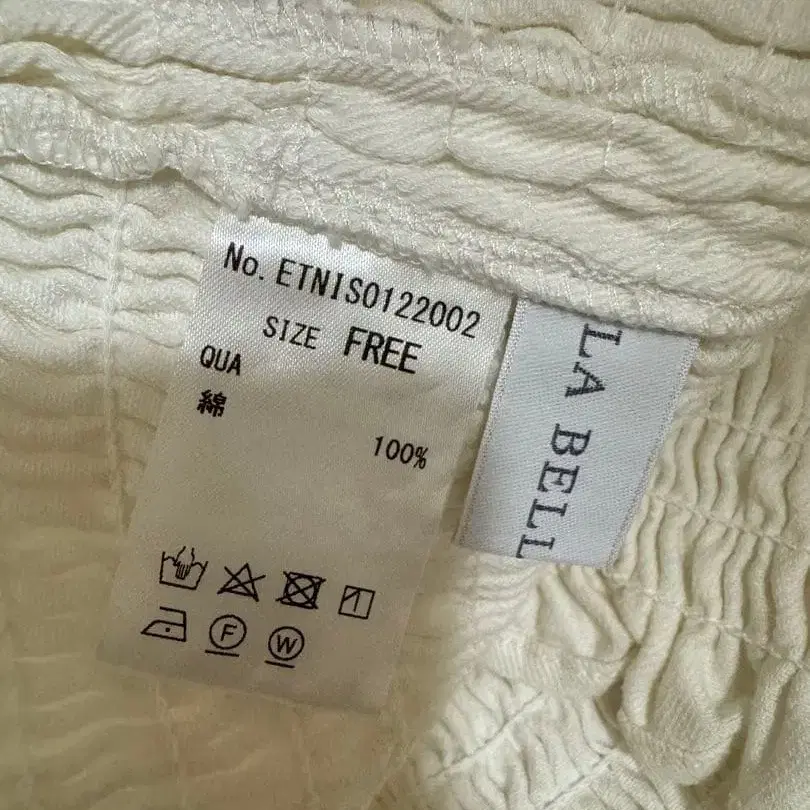 No. ETNIS0122002
SIZE FREE
QUA
綿 100%
F W
LA BELL